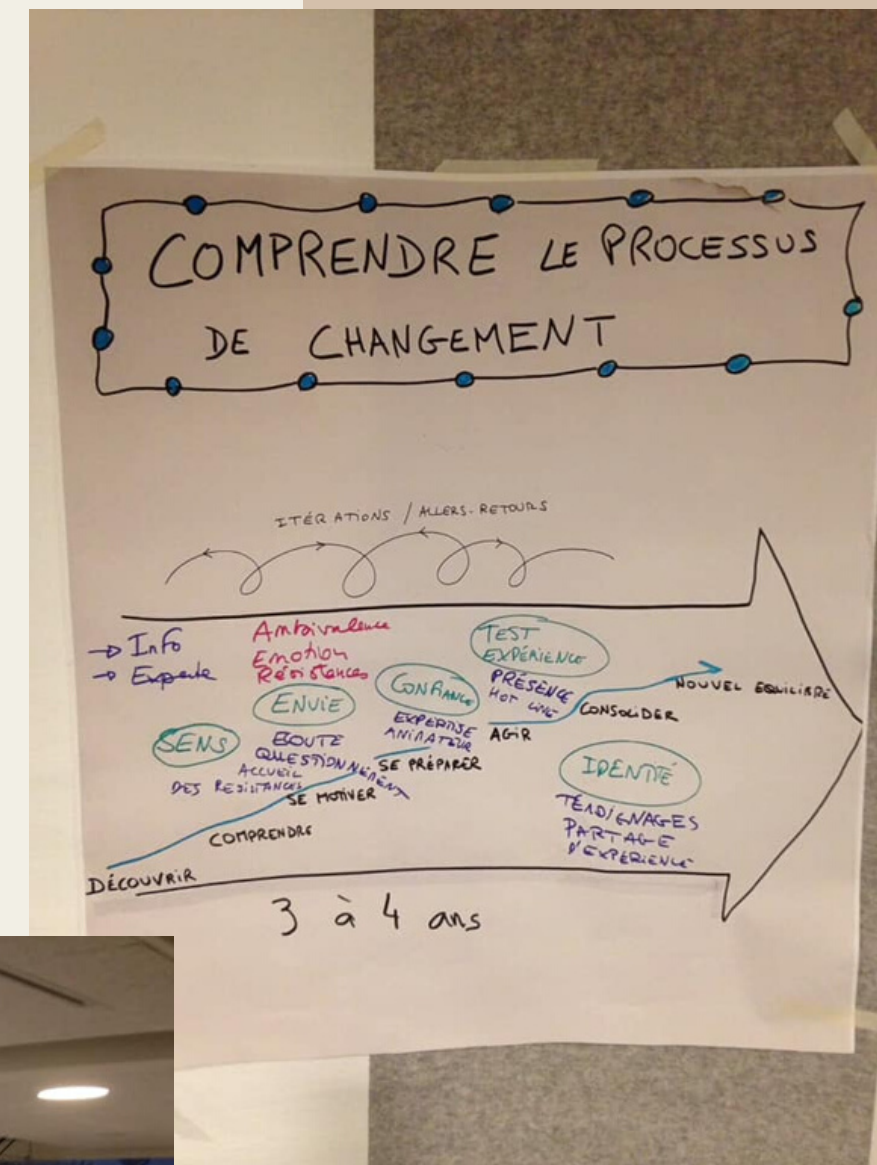 COMPRENDRE LE PROCESSUS
DE CHANGEMENT
ITÉRATIONS / ALLERS-RETOURS
→ Info
→ Experte
Ambivalence
Emotion
Résistances
SENS
ENVIE
ECOUTE
QUESTIONNEMENT
ACCUEIL
DES RESISTANCES
CONFIANCE
EXPERTISE
ANIMATEUR
TEST
EXPÉRIENCE
PRÉSENCE
HOT LINE
IDENTITÉ
TÉMOIGNAGES
PARTAGE
D'EXPÉRIENCE
DÉCOUVRIR
COMPRENDRE
SE MOTIVER
SE PRÉPARER
AGIR
CONSOLIDER
NOUVEL EQUILIBRE
3 à 4 ans